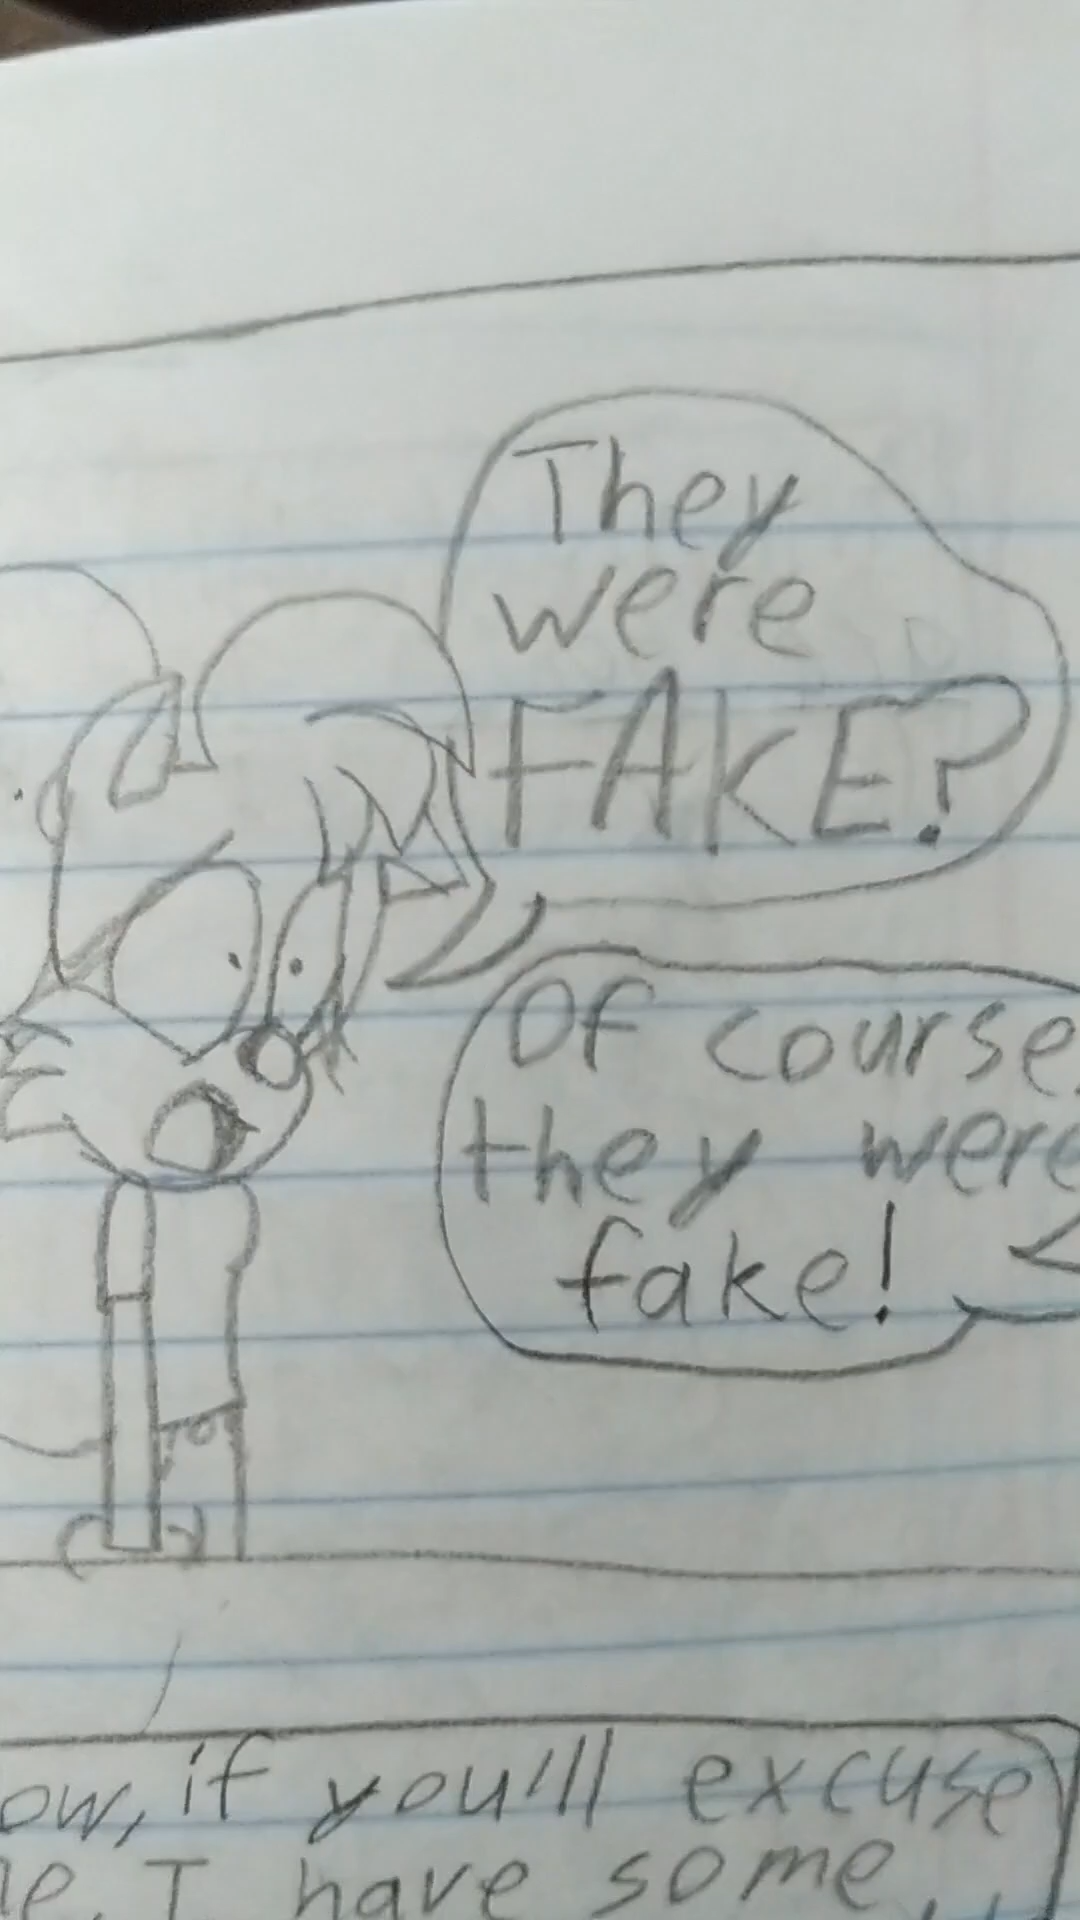 They
were
FAKE?
Of course
they were
fake!
ow, if you'll excuse
I have some